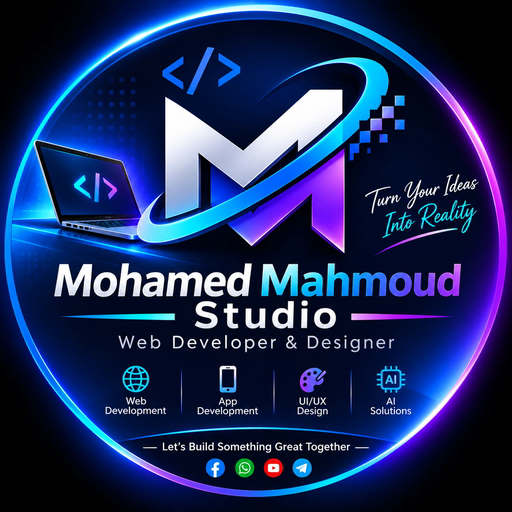 </>
M
</>
Turn Your Ideas
Into Reality
Mohamed Mahmoud
Studio
Web Developer & Designer
Web Development
App Development
UI/UX Design
AI
AI Solutions
Let's Build Something Great Together